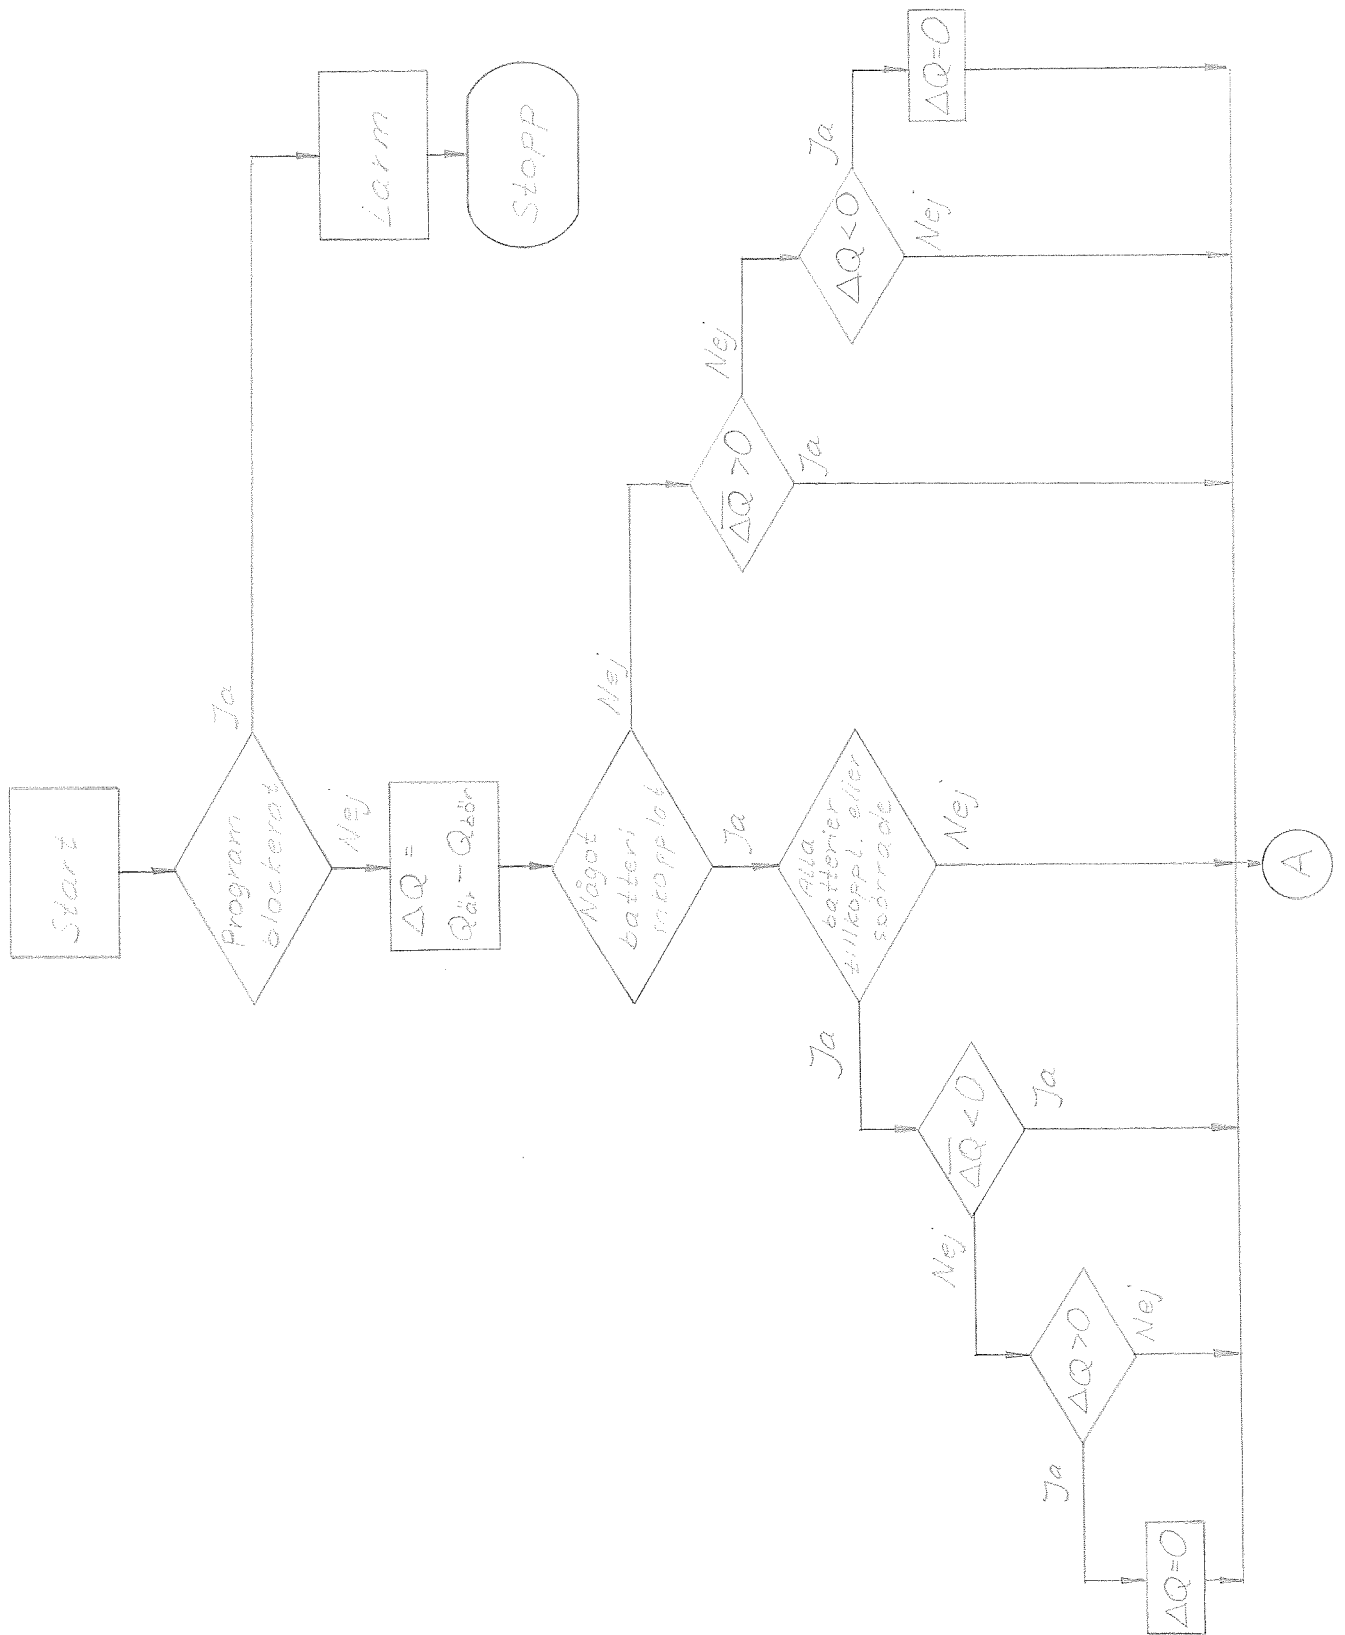 Start
Program
blockerat
Ja
Nej
Larm
Stopp
ΔQ =
Qär − Qbör
Något
batteri
inkopplat
Nej
Ja
Alla
batterier
tillkoppl. eller
spärrade
Ja
Nej
Δ̅Q̅ > 0
Nej
Ja
ΔQ < 0
Ja
Nej
ΔQ = 0
Δ̅Q̅ < 0
Nej
Ja
ΔQ > 0
Ja
Nej
ΔQ = 0
A